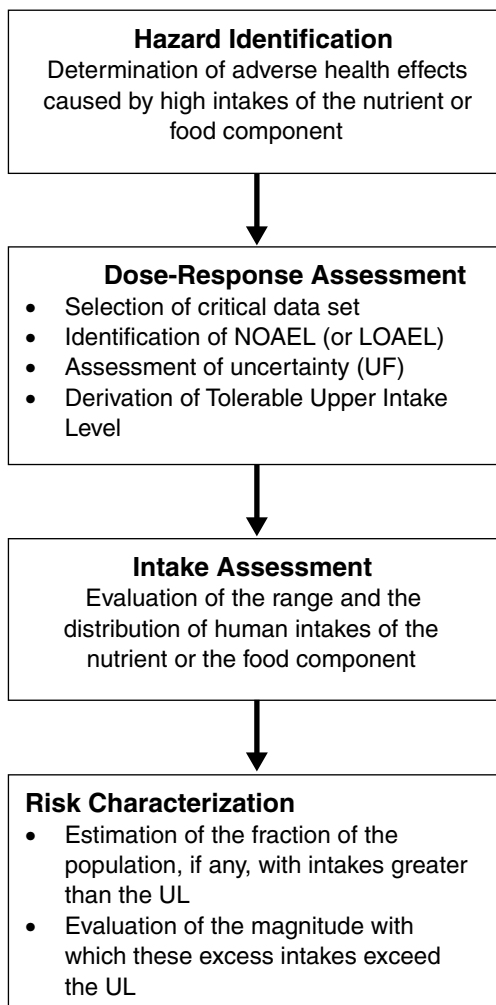 Hazard Identification
Determination of adverse health effects
caused by high intakes of the nutrient or
food component
Dose-Response Assessment
• Selection of critical data set
• Identification of NOAEL (or LOAEL)
• Assessment of uncertainty (UF)
• Derivation of Tolerable Upper Intake
Level
Intake Assessment
Evaluation of the range and the
distribution of human intakes of the
nutrient or the food component
Risk Characterization
• Estimation of the fraction of the
population, if any, with intakes greater
than the UL
• Evaluation of the magnitude with
which these excess intakes exceed
the UL